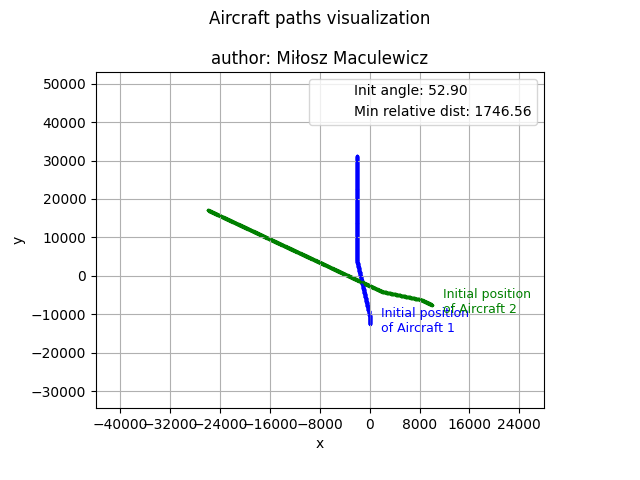 Aircraft paths visualization
author: Miłosz Maculewicz
Init angle: 52.90
Min relative dist: 1746.56
50000
40000
30000
20000
10000
0
−10000
−20000
−30000
y
Initial position
of Aircraft 2
Initial position
of Aircraft 1
−40000
−32000
−24000
−16000
−8000
0
8000
16000
24000
x